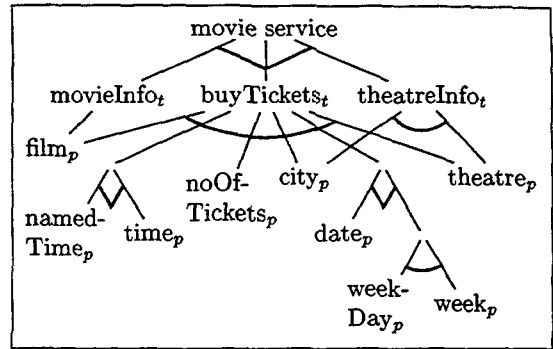 movie service
movieInfo_t buyTickets_t theatreInfo_t
film_p
noOf-
Tickets_p
city_p theatre_p
named-
Time_p
time_p
date_p
week-
Day_p
week_p